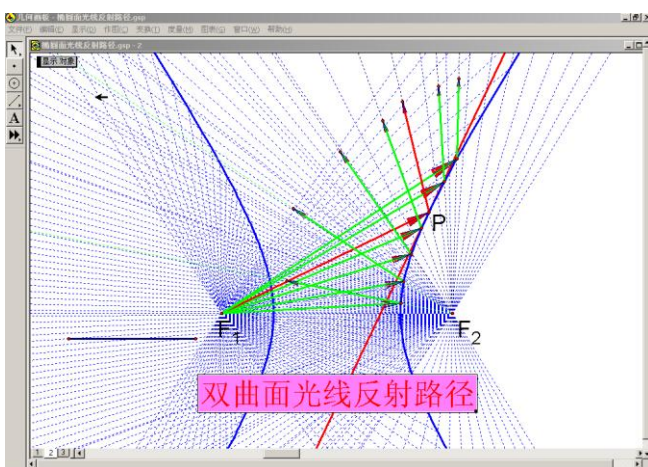 几何画板 - 椭圆面光线反射路径.gsp
文件(F) 编辑(E) 显示(D) 作图(C) 变换(T) 度量(M) 图表(G) 窗口(W) 帮助(H)
椭圆面光线反射路径.gsp - 2
显示 对象
A
P
F1
F2
双曲面光线反射路径
1 2 3